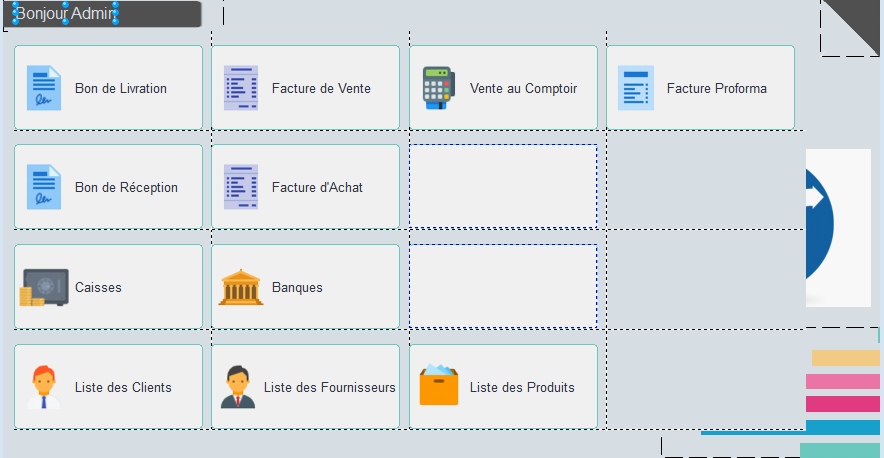 Bonjour Admin
Bon de Livration
Facture de Vente
Vente au Comptoir
Facture Proforma
Bon de Réception
Facture d'Achat
Caisses
Banques
Liste des Clients
Liste des Fournisseurs
Liste des Produits